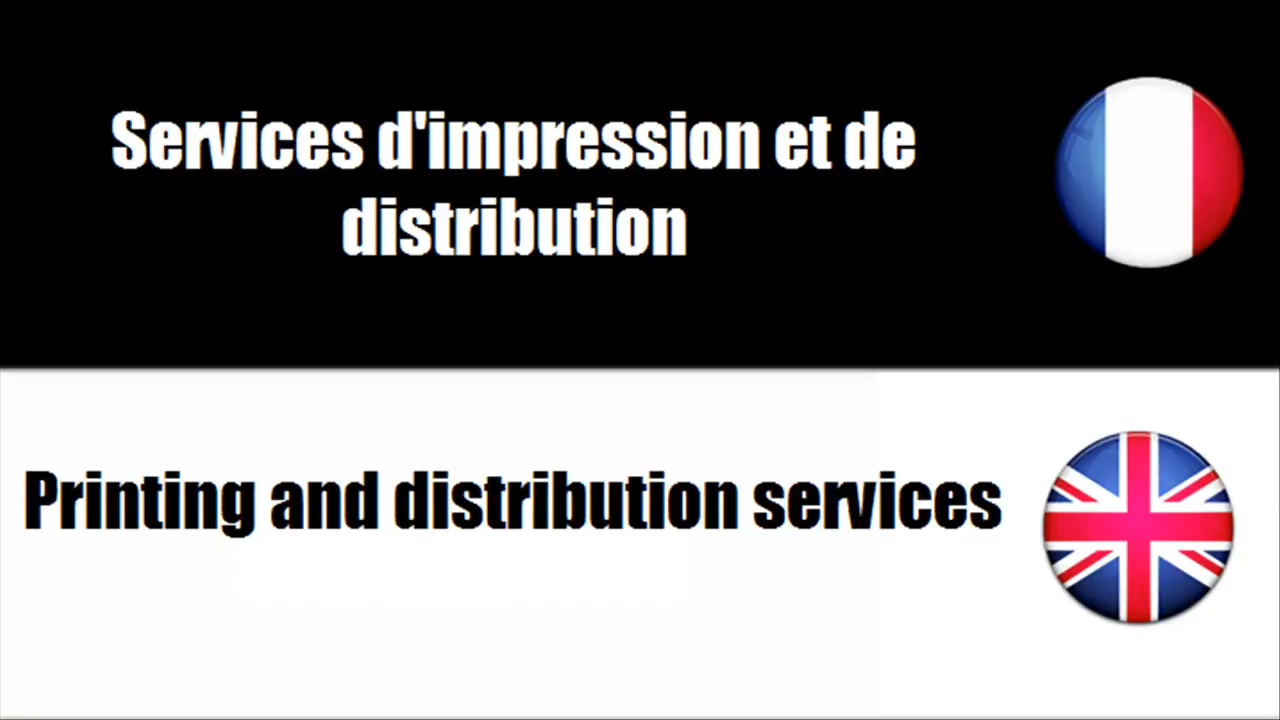 Services d'impression et de
distribution
Printing and distribution services